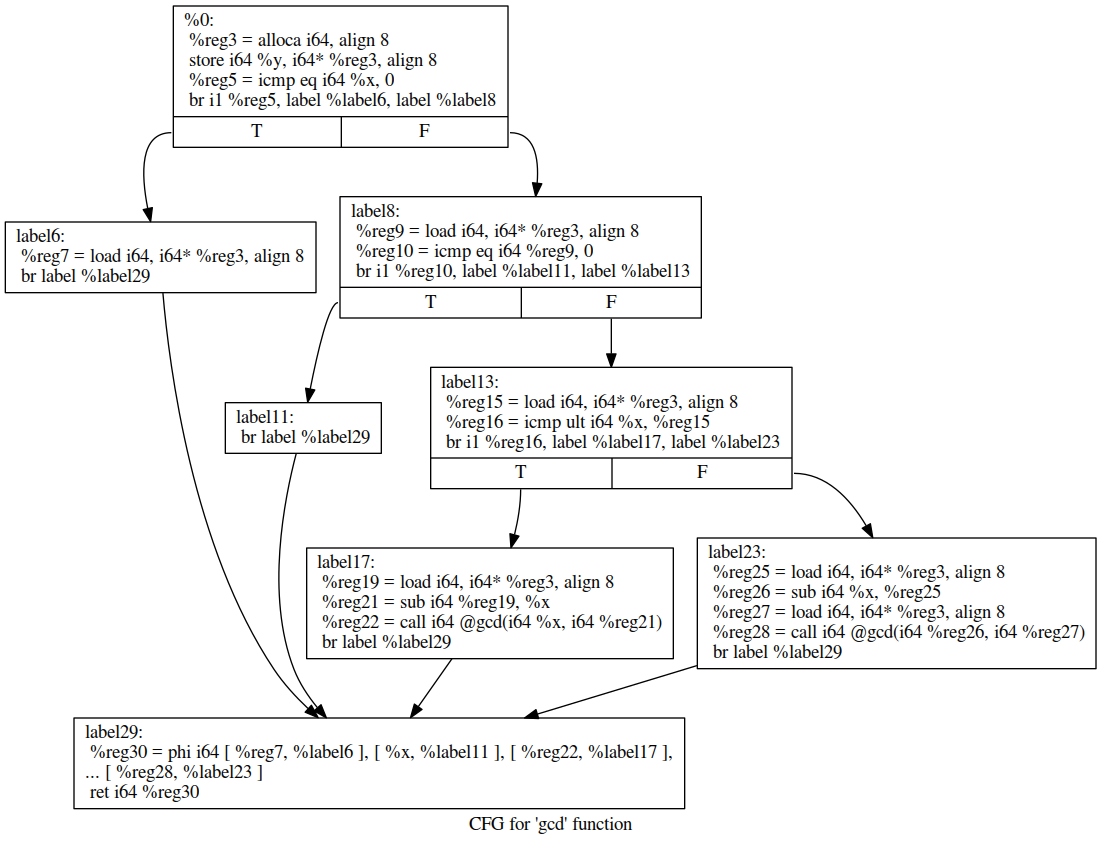 %0:
%reg3 = alloca i64, align 8
store i64 %y, i64* %reg3, align 8
%reg5 = icmp eq i64 %x, 0
br i1 %reg5, label %label6, label %label8
T
F
label6:
%reg7 = load i64, i64* %reg3, align 8
br label %label29
label8:
%reg9 = load i64, i64* %reg3, align 8
%reg10 = icmp eq i64 %reg9, 0
br i1 %reg10, label %label11, label %label13
T
F
label11:
br label %label29
label13:
%reg15 = load i64, i64* %reg3, align 8
%reg16 = icmp ult i64 %x, %reg15
br i1 %reg16, label %label17, label %label23
T
F
label17:
%reg19 = load i64, i64* %reg3, align 8
%reg21 = sub i64 %reg19, %x
%reg22 = call i64 @gcd(i64 %x, i64 %reg21)
br label %label29
label23:
%reg25 = load i64, i64* %reg3, align 8
%reg26 = sub i64 %x, %reg25
%reg27 = load i64, i64* %reg3, align 8
%reg28 = call i64 @gcd(i64 %reg26, i64 %reg27)
br label %label29
label29:
%reg30 = phi i64 [ %reg7, %label6 ], [ %x, %label11 ], [ %reg22, %label17 ],
... [ %reg28, %label23 ]
ret i64 %reg30
CFG for 'gcd' function